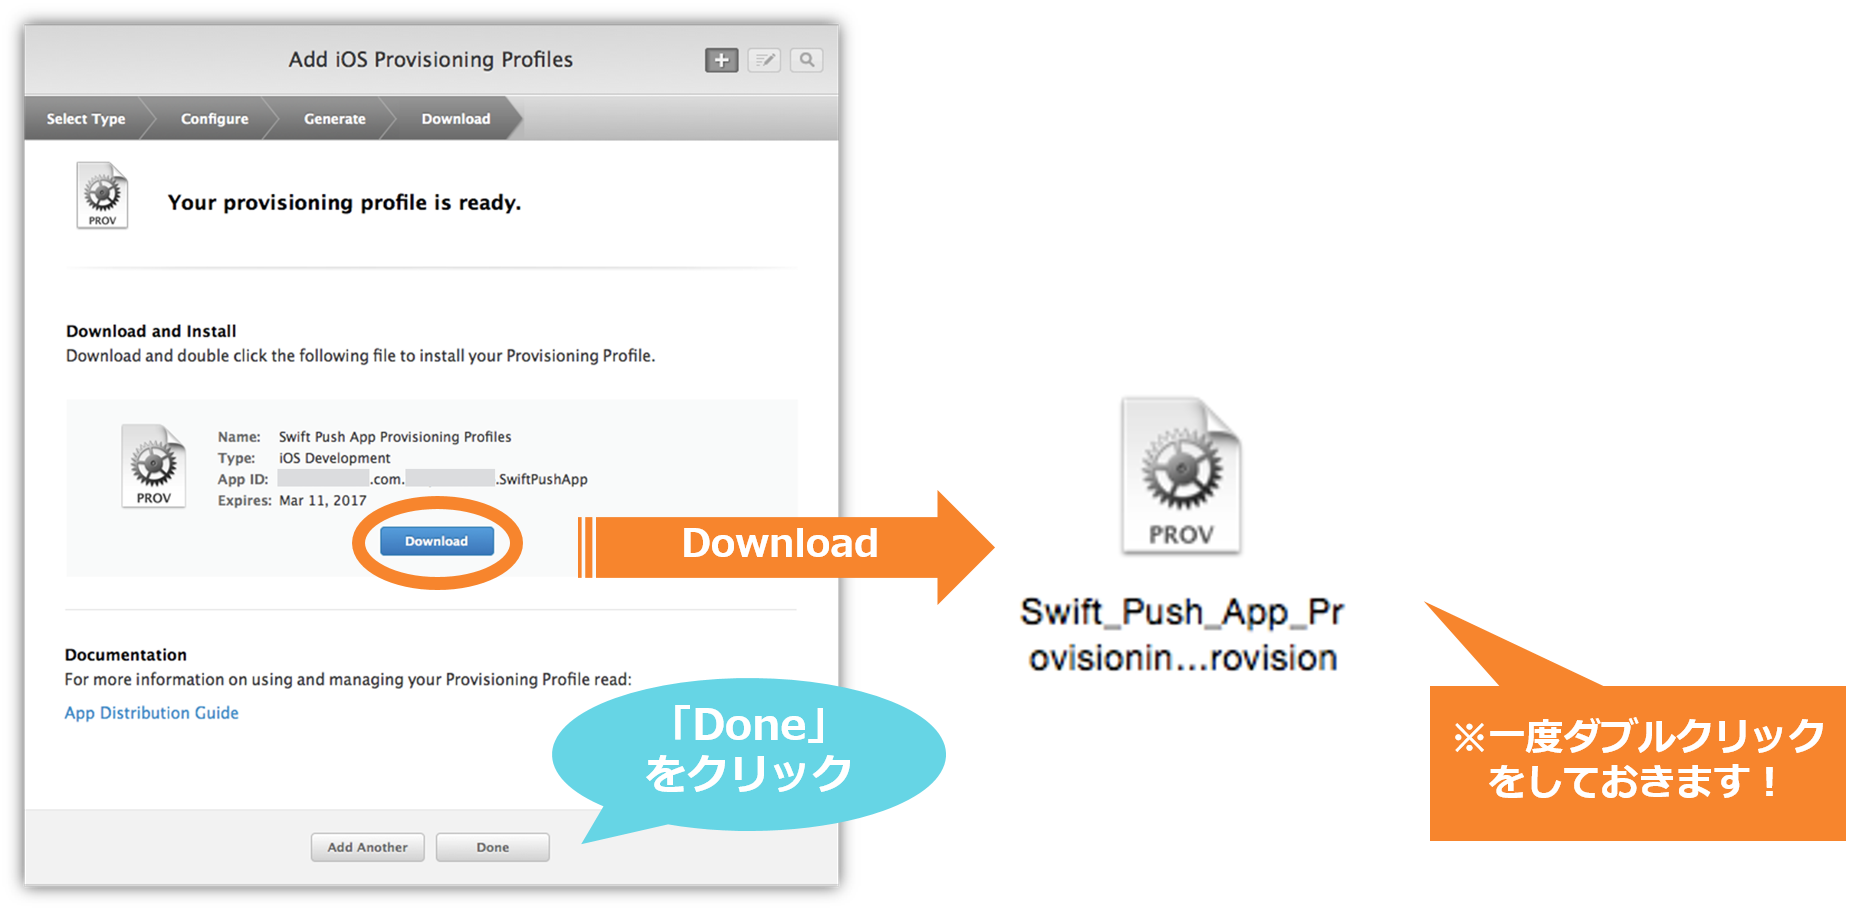 Add iOS Provisioning Profiles
Select Type
Configure
Generate
Download
PROV
Your provisioning profile is ready.
Download and Install
Download and double click the following file to install your Provisioning Profile.
PROV
Name: Swift Push App Provisioning Profiles
Type: iOS Development
App ID: .com. .SwiftPushApp
Expires: Mar 11, 2017
Download
Download
PROV
Swift_Push_App_Pr
ovisionin...rovision
※一度ダブルクリック
をしておきます！
Documentation
For more information on using and managing your Provisioning Profile read:
App Distribution Guide
「Done」
をクリック
Add Another
Done